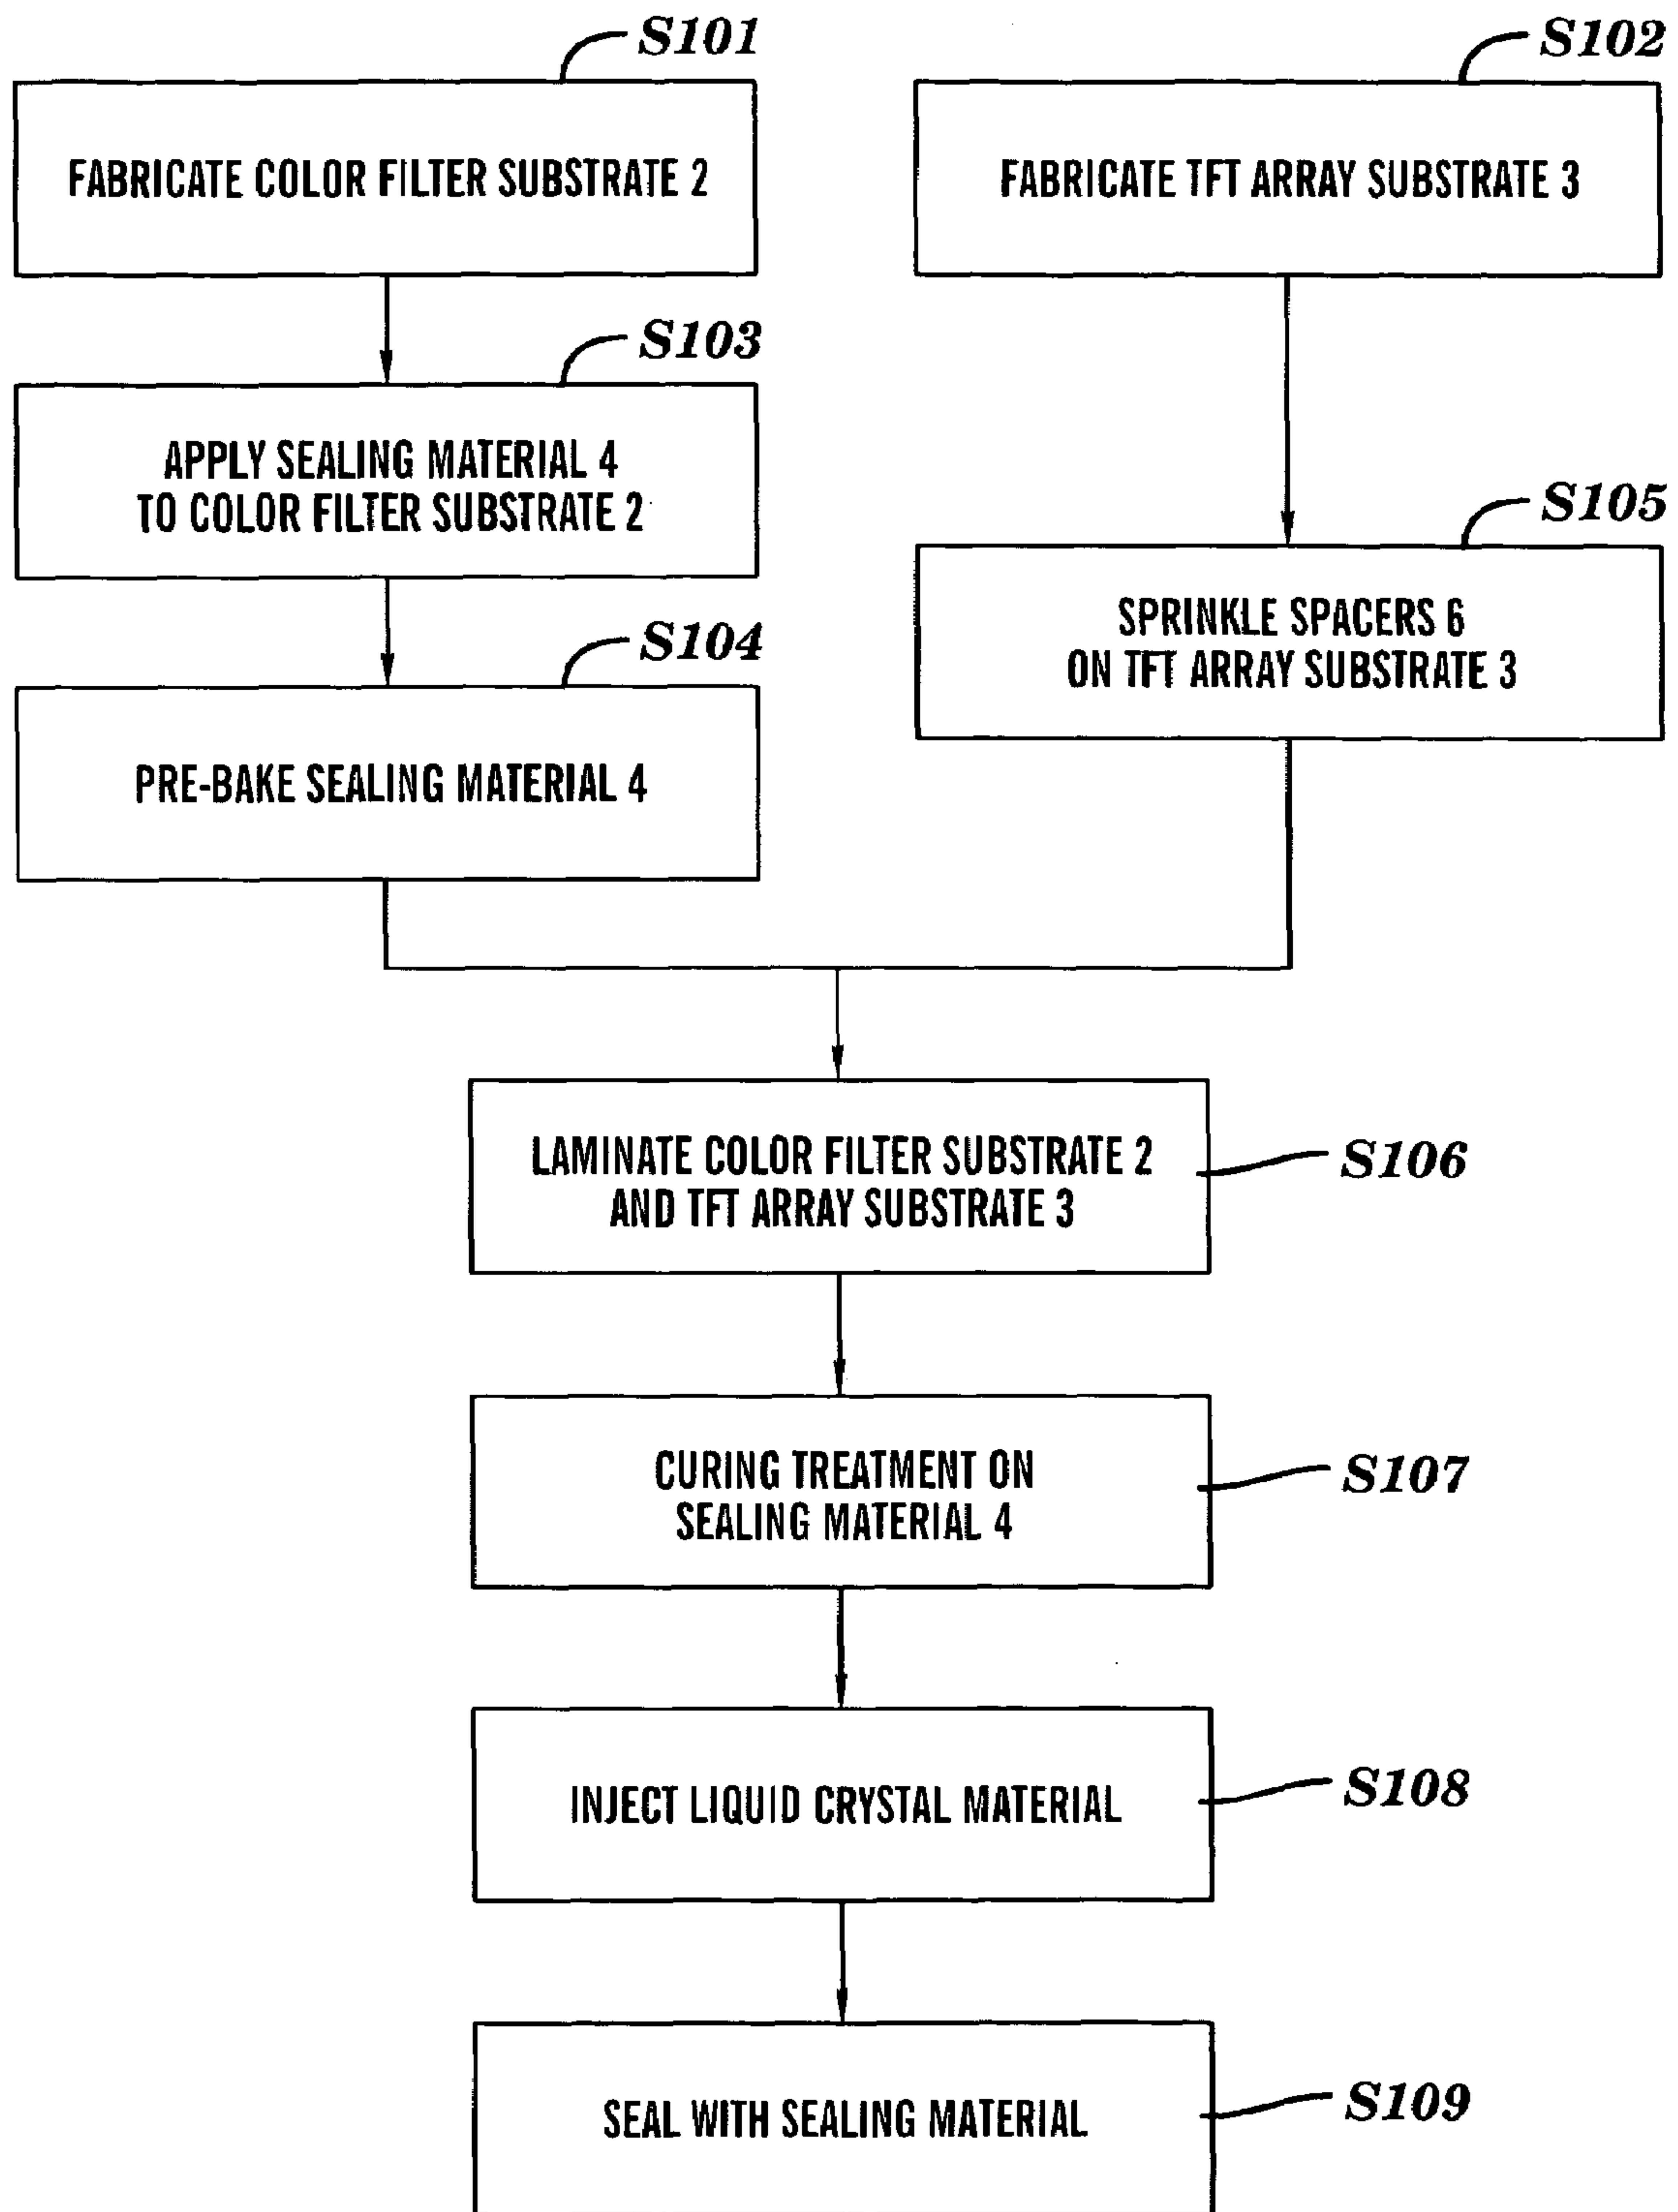 S101
FABRICATE COLOR FILTER SUBSTRATE 2
S102
FABRICATE TFT ARRAY SUBSTRATE 3
S103
APPLY SEALING MATERIAL 4
TO COLOR FILTER SUBSTRATE 2
S104
PRE-BAKE SEALING MATERIAL 4
S105
SPRINKLE SPACERS 6
ON TFT ARRAY SUBSTRATE 3
LAMINATE COLOR FILTER SUBSTRATE 2
AND TFT ARRAY SUBSTRATE 3
S106
CURING TREATMENT ON
SEALING MATERIAL 4
S107
INJECT LIQUID CRYSTAL MATERIAL
S108
SEAL WITH SEALING MATERIAL
S109